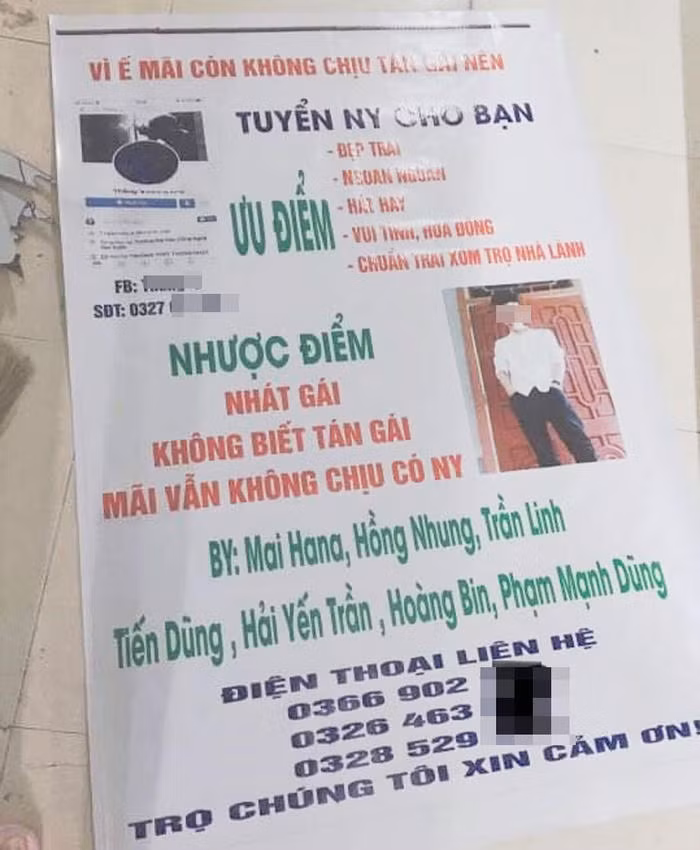 VÌ Ế MÃI CÒN KHÔNG CHỊU TÁN GÁI NÊN
TUYỂN NY CHO BẠN
- ĐẸP TRAI
- NGOAN NGOÃN
- HÁT HAY
- VUI TÍNH, HÒA ĐỒNG
- CHUẨN TRAI XÓM TRỌ NHÀ LÀNH
ƯU ĐIỂM
FB:
SĐT: 0327
NHƯỢC ĐIỂM
NHÁT GÁI
KHÔNG BIẾT TÁN GÁI
MÃI VẪN KHÔNG CHỊU CÓ NY
BY: Mai Hana, Hồng Nhung, Trần Linh
Tiến Dũng , Hải Yến Trần , Hoàng Bin, Phạm Mạnh Dũng
ĐIỆN THOẠI LIÊN HỆ
0366 902
0326 463
0328 529
TRỌ CHÚNG TÔI XIN CẢM ƠN!